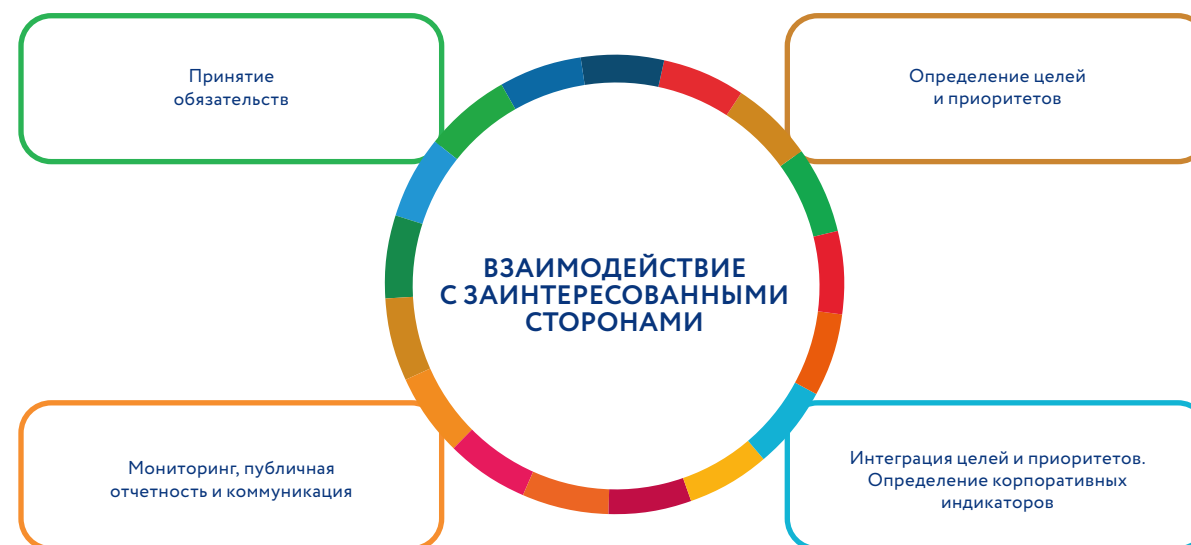 Принятие
обязательств
Определение целей
и приоритетов
ВЗАИМОДЕЙСТВИЕ
С ЗАИНТЕРЕСОВАННЫМИ
СТОРОНАМИ
Мониторинг, публичная
отчетность и коммуникация
Интеграция целей и приоритетов.
Определение корпоративных
индикаторов